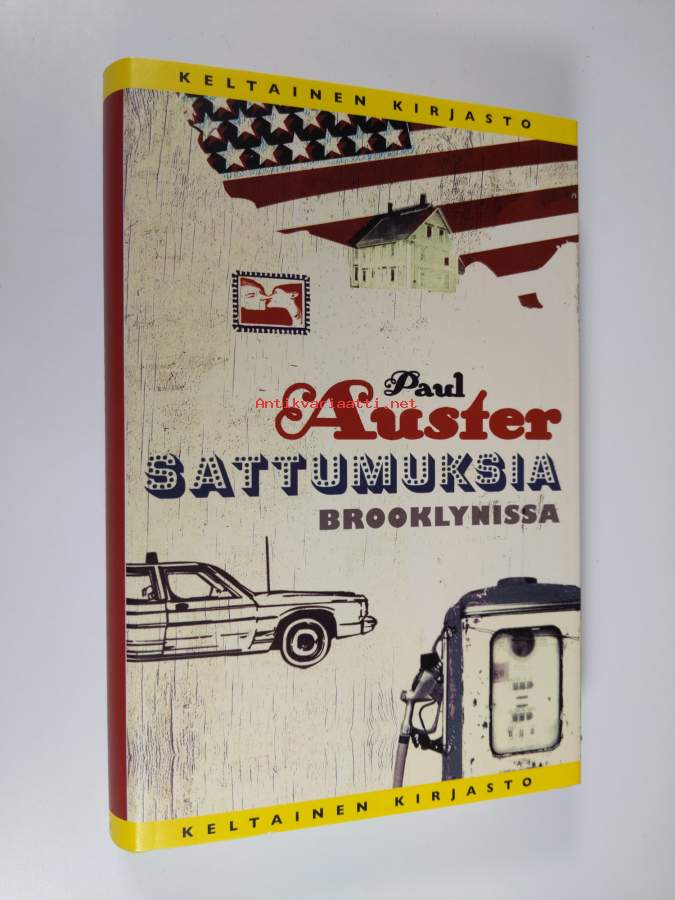 KELTAINEN KIRJASTO
Paul
Auster
Antikvariaatti.net
SATTUMUKSIA
BROOKLYNISSA
KELTAINEN KIRJASTO